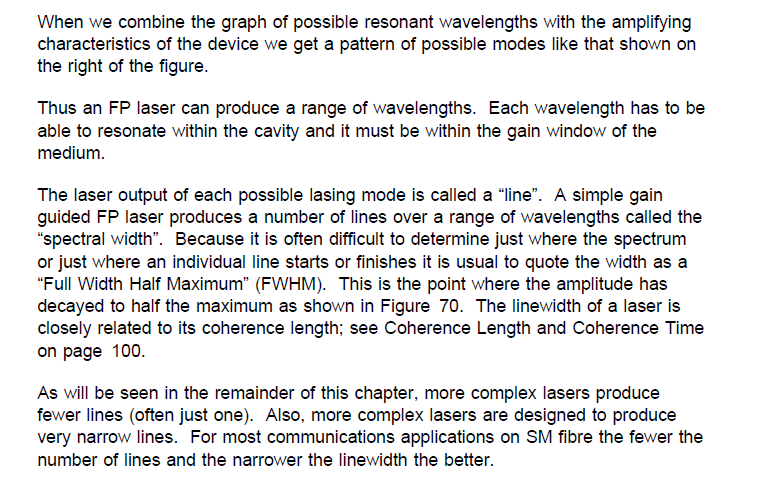 When we combine the graph of possible resonant wavelengths with the amplifying
characteristics of the device we get a pattern of possible modes like that shown on
the right of the figure.
Thus an FP laser can produce a range of wavelengths.  Each wavelength has to be
able to resonate within the cavity and it must be within the gain window of the
medium.
The laser output of each possible lasing mode is called a “line”.  A simple gain
guided FP laser produces a number of lines over a range of wavelengths called the
“spectral width”.  Because it is often difficult to determine just where the spectrum
or just where an individual line starts or finishes it is usual to quote the width as a
“Full Width Half Maximum” (FWHM).  This is the point where the amplitude has
decayed to half the maximum as shown in Figure 70.  The linewidth of a laser is
closely related to its coherence length; see Coherence Length and Coherence Time
on page 100.
As will be seen in the remainder of this chapter, more complex lasers produce
fewer lines (often just one).  Also, more complex lasers are designed to produce
very narrow lines.  For most communications applications on SM fibre the fewer the
number of lines and the narrower the linewidth the better.